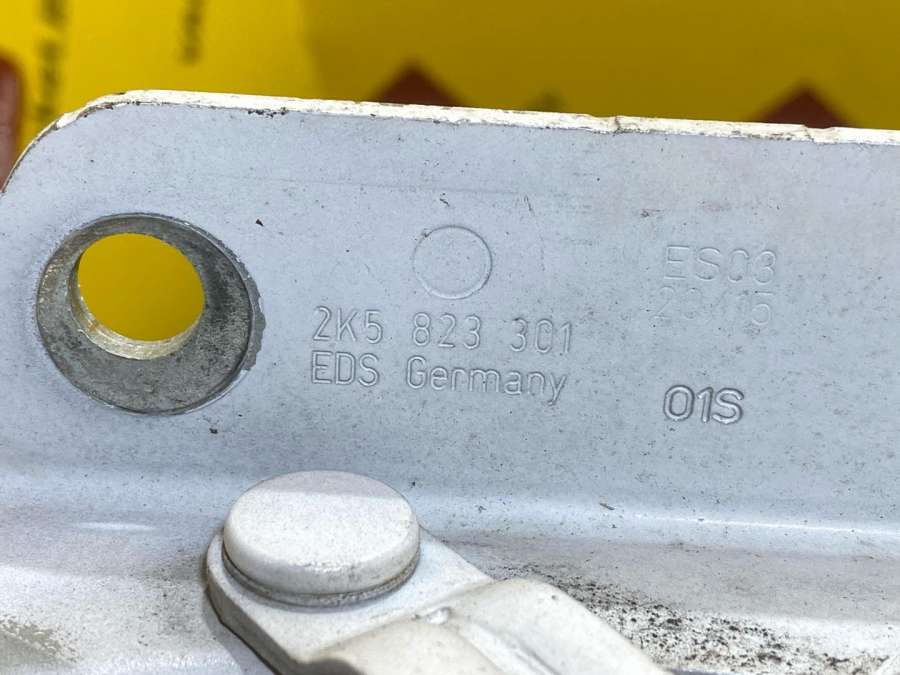 2K5 823 301
EDS Germany
ES03
01S